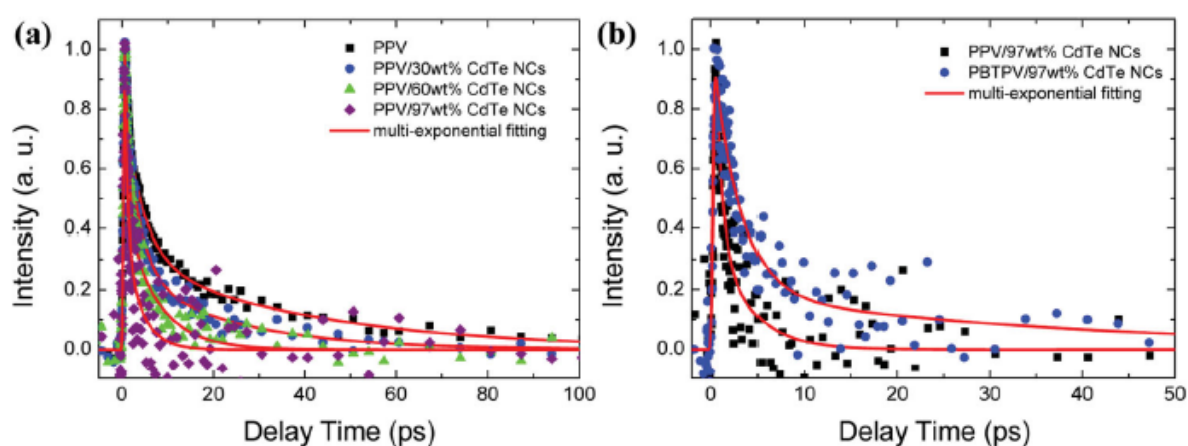 (a)
PPV
PPV/30wt% CdTe NCs
PPV/60wt% CdTe NCs
PPV/97wt% CdTe NCs
multi-exponential fitting
1.0
0.8
0.6
0.4
0.2
0.0
Intensity (a. u.)
0 20 40 60 80 100
Delay Time (ps)
(b)
PPV/97wt% CdTe NCs
PBTPV/97wt% CdTe NCs
multi-exponential fitting
1.0
0.8
0.6
0.4
0.2
0.0
Intensity (a. u.)
0 10 20 30 40 50
Delay Time (ps)